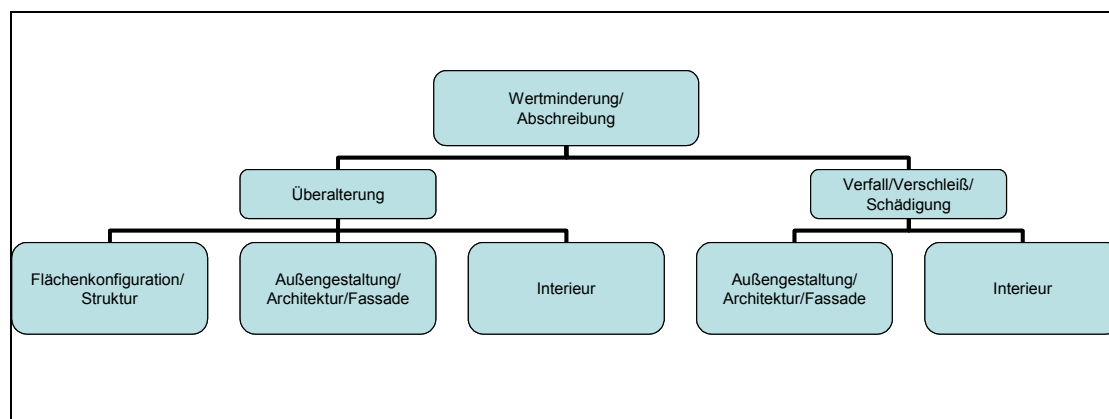 Wertminderung/
Abschreibung
Überalterung
Verfall/Verschleiß/
Schädigung
Flächenkonfiguration/
Struktur
Außengestaltung/
Architektur/Fassade
Interieur
Außengestaltung/
Architektur/Fassade
Interieur